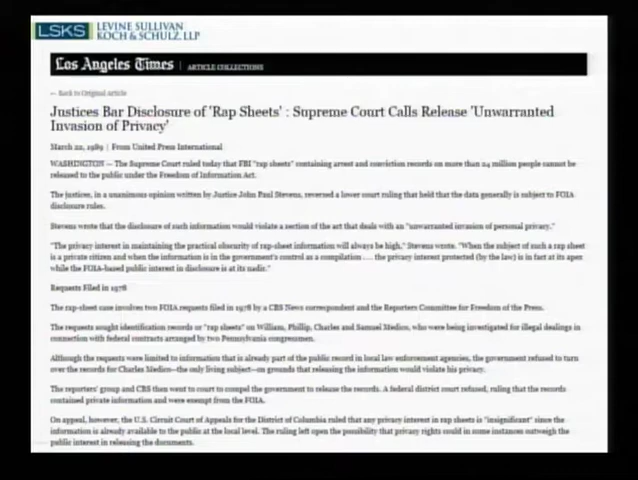 LSKS LEVINE SULLIVAN
KOCH & SCHULZ, LLP
Los Angeles Times | ARTICLE COLLECTIONS
← Back to Original Article
Justices Bar Disclosure of 'Rap Sheets' : Supreme Court Calls Release 'Unwarranted
Invasion of Privacy'
March 22, 1989 | From United Press International
WASHINGTON — The Supreme Court ruled today that FBI "rap sheets" containing arrest and conviction records on more than 24 million people cannot be
released to the public under the Freedom of Information Act.
The justices, in a unanimous opinion written by Justice John Paul Stevens, reversed a lower court ruling that held that the data generally is subject to FOIA
disclosure rules.
Stevens wrote that the disclosure of such information would violate a section of the act that deals with an "unwarranted invasion of personal privacy."
"The privacy interest in maintaining the practical obscurity of rap-sheet information will always be high," Stevens wrote. "When the subject of such a rap sheet
is a private citizen and when the information is in the government's control as a compilation . . . the privacy interest protected (by the law) is in fact at its apex
while the FOIA-based public interest in disclosure is at its nadir."
Requests Filed in 1978
The rap-sheet case involves two FOIA requests filed in 1978 by a CBS News correspondent and the Reporters Committee for Freedom of the Press.
The requests sought identification records or "rap sheets" on William, Phillip, Charles and Samuel Medico, who were being investigated for illegal dealings in
connection with federal contracts arranged by two Pennsylvania congressmen.
Although the requests were limited to information that is already part of the public record in local law enforcement agencies, the government refused to turn
over the records for Charles Medico—the only living subject—on grounds that releasing the information would violate his privacy.
The reporters' group and CBS then went to court to compel the government to release the records. A federal district court refused, ruling that the records
contained private information and were exempt from the FOIA.
On appeal, however, the U.S. Circuit Court of Appeals for the District of Columbia ruled that any privacy interest in rap sheets is "insignificant" since the
information is already available to the public at the local level. The ruling left open the possibility that privacy rights could in some instances outweigh the
public interest in releasing the documents.